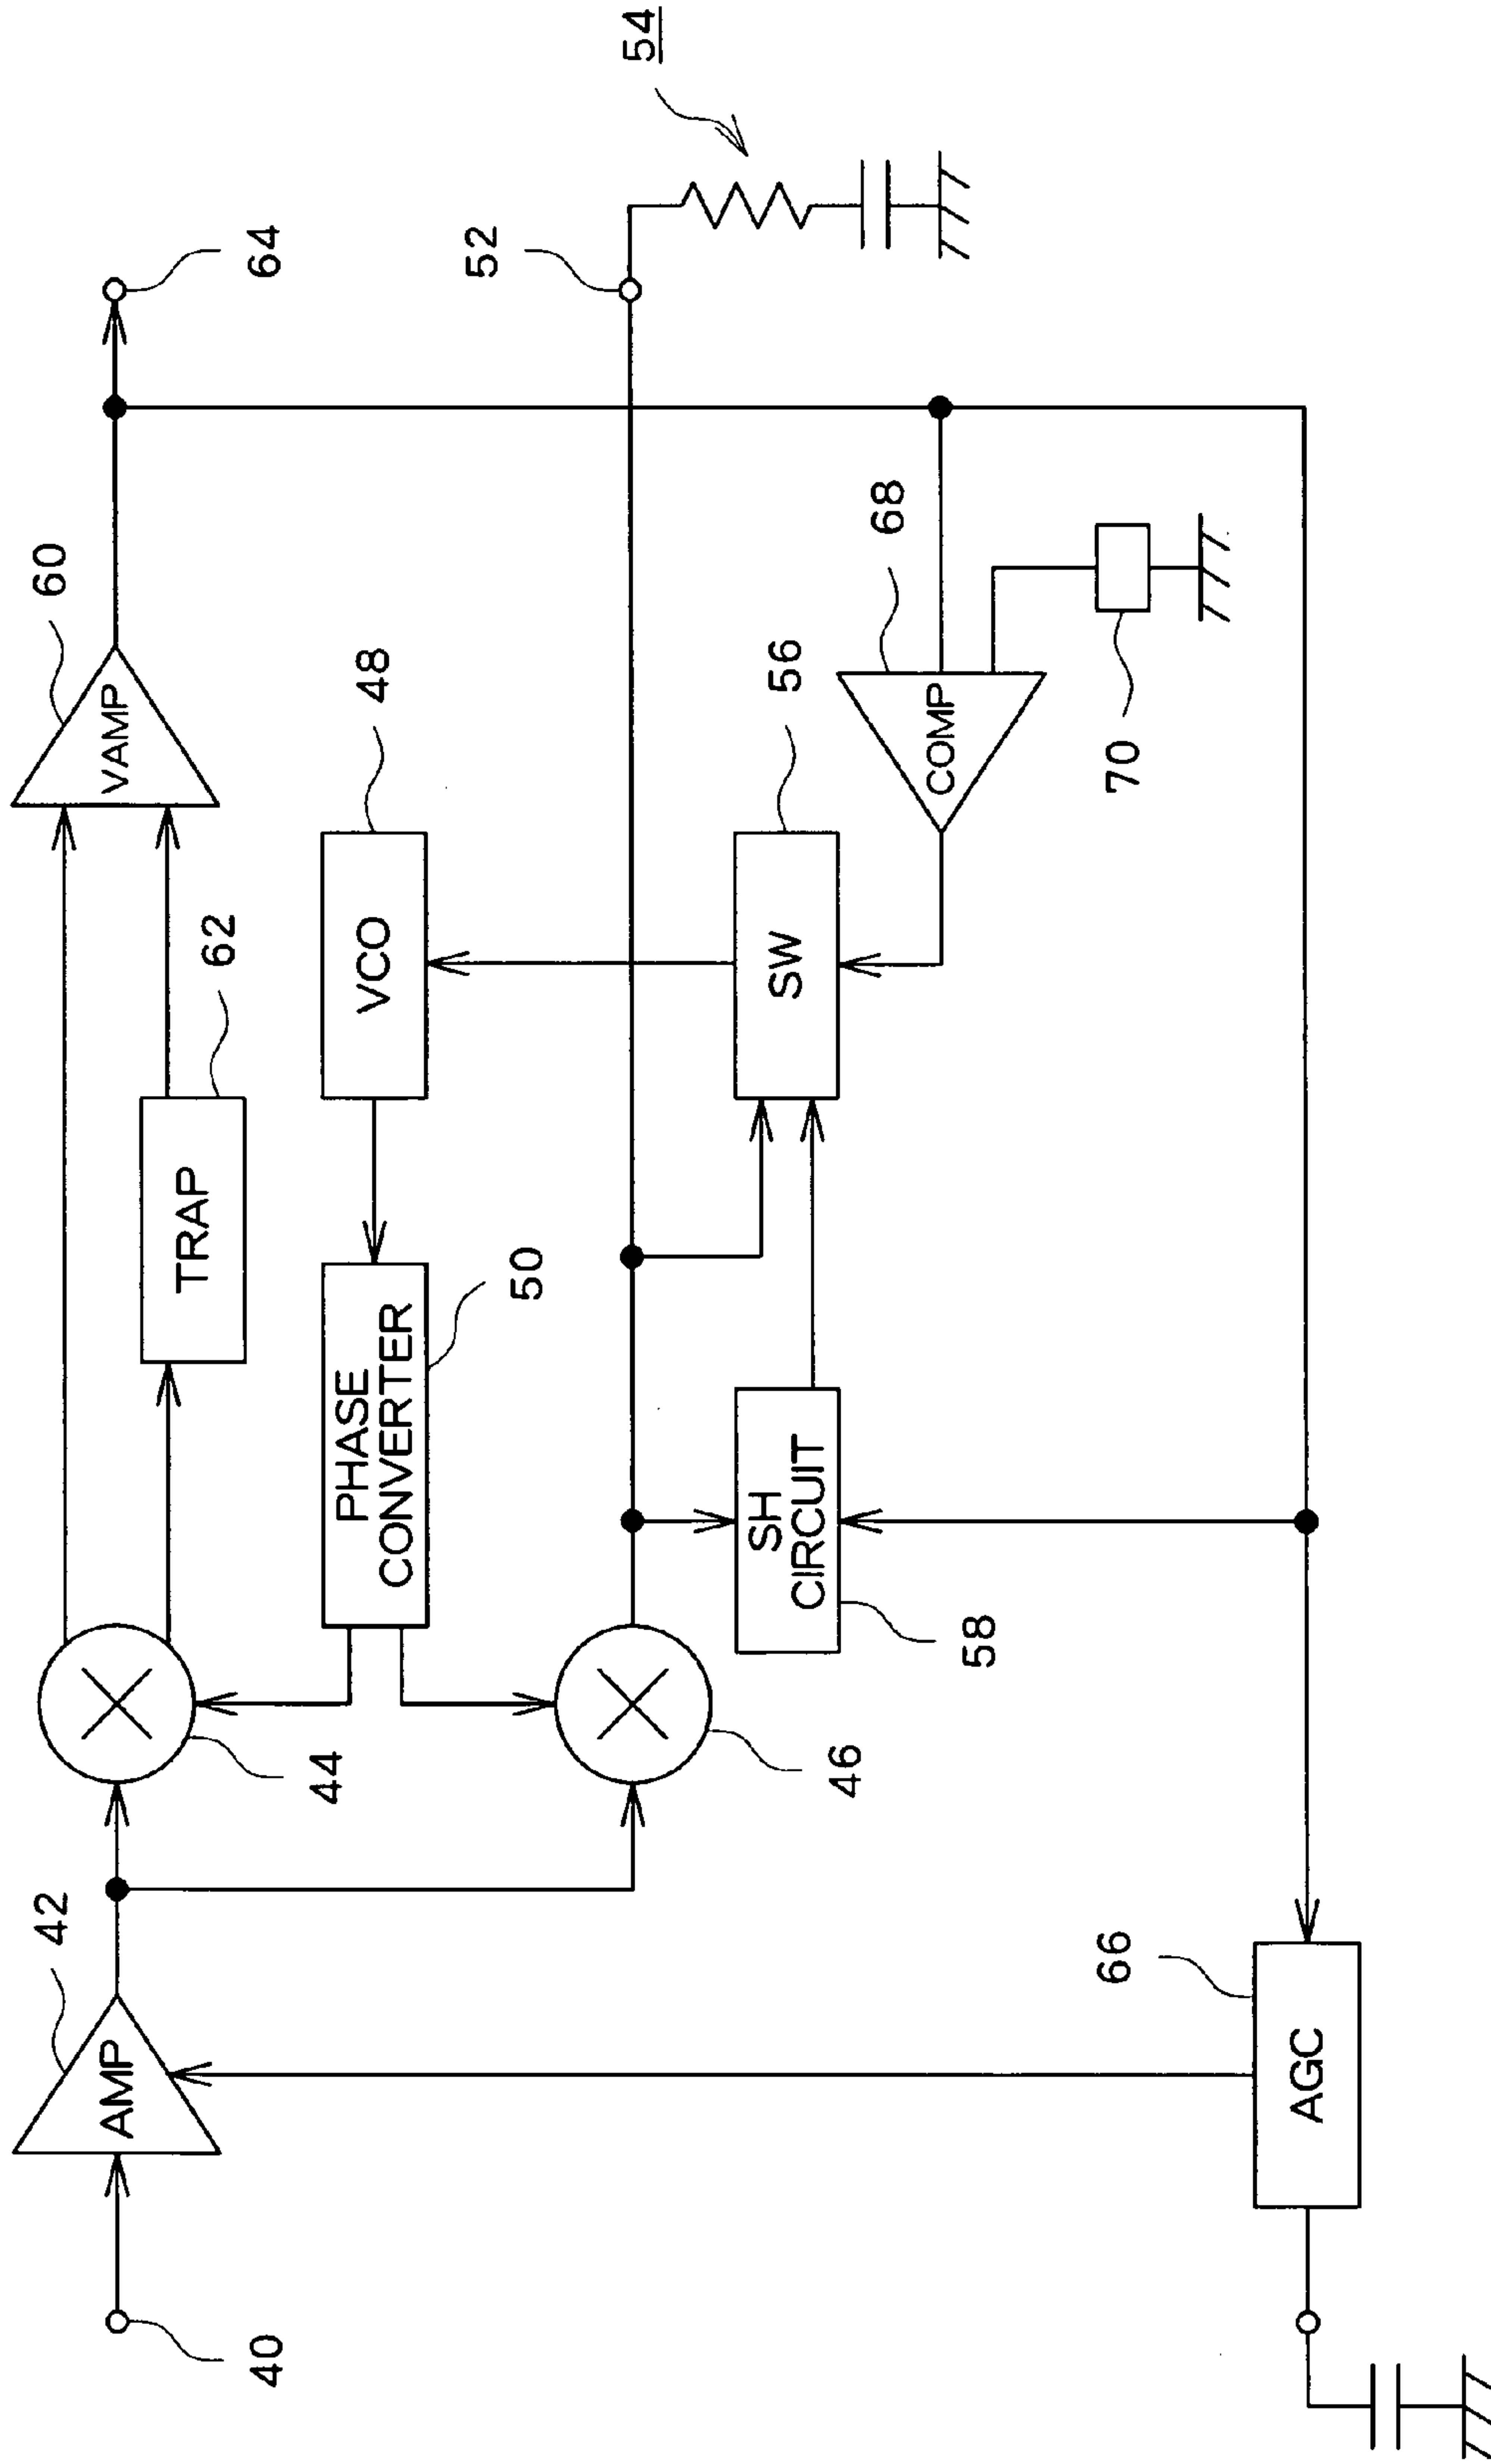 40
AMP
42
44
46
PHASE
CONVERTER
50
VCO
48
TRAP
62
VAMP
60
64
52
54
SH
CIRCUIT
58
SW
56
COMP
68
70
AGC
66